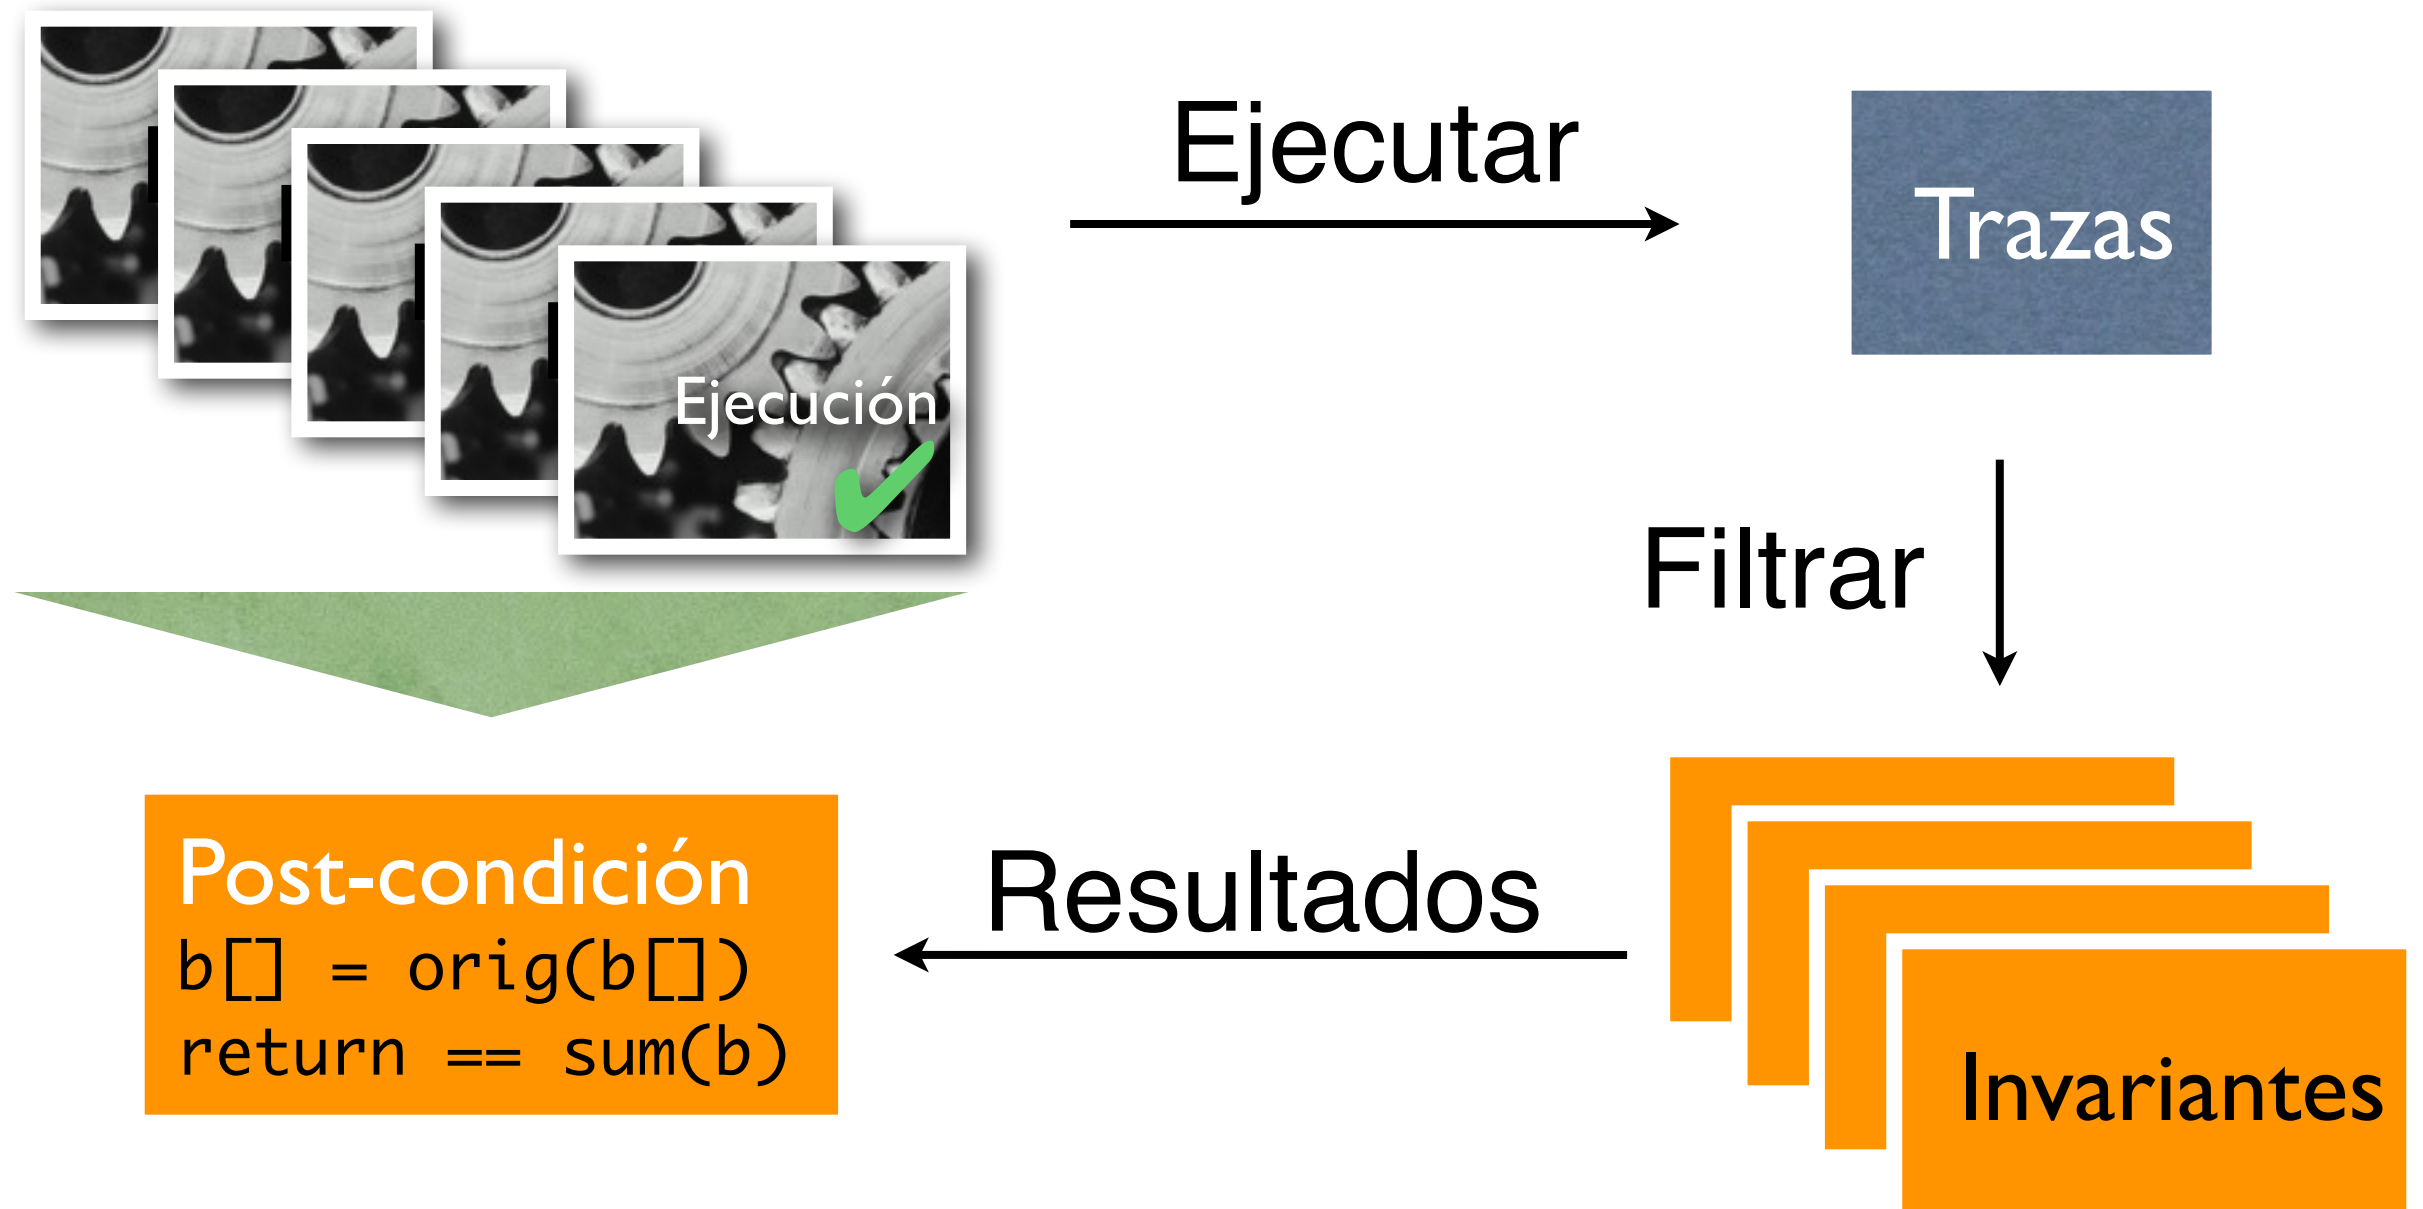 Ejecutar
Trazas
Ejecución
Filtrar
Post-condición
b[] = orig(b[])
return == sum(b)
Resultados
Invariantes